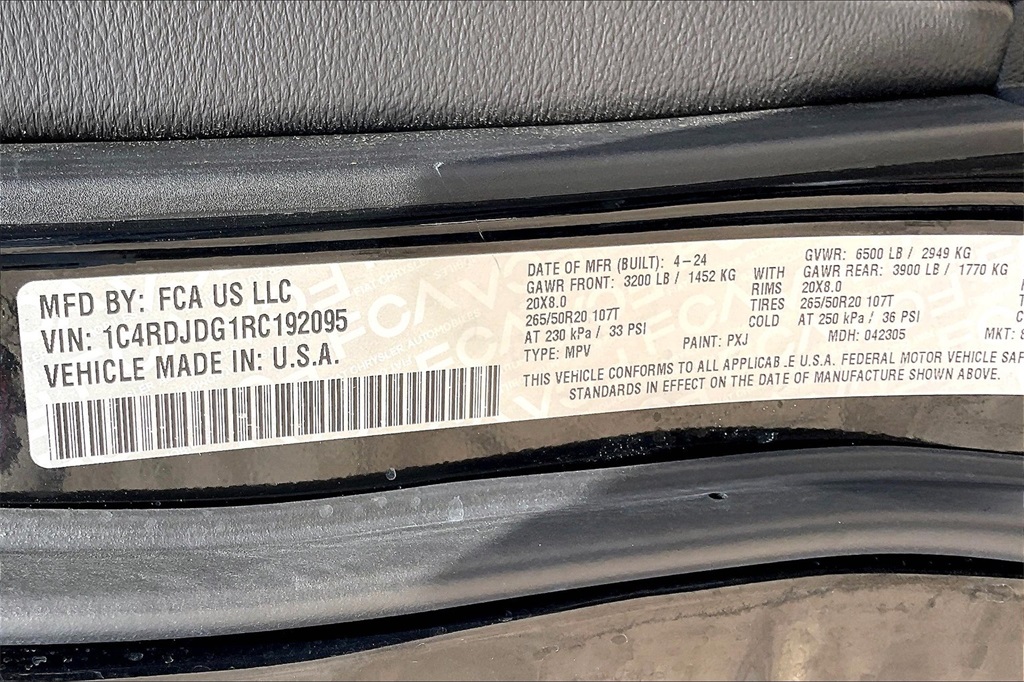 MFD BY: FCA US LLC
VIN: 1C4RDJDG1RC192095
VEHICLE MADE IN: U.S.A.
DATE OF MFR (BUILT): 4-24 GVWR: 6500 LB / 2949 KG
GAWR FRONT: 3200 LB / 1452 KG WITH GAWR REAR: 3900 LB / 1770 KG
20X8.0 RIMS 20X8.0
265/50R20 107T TIRES 265/50R20 107T
AT 230 kPa / 33 PSI COLD AT 250 kPa / 36 PSI
TYPE: MPV PAINT: PXJ MDH: 042305 MKT:
THIS VEHICLE CONFORMS TO ALL APPLICAB.E U.S.A. FEDERAL MOTOR VEHICLE SAF
STANDARDS IN EFFECT ON THE DATE OF MANUFACTURE SHOWN ABOVE.